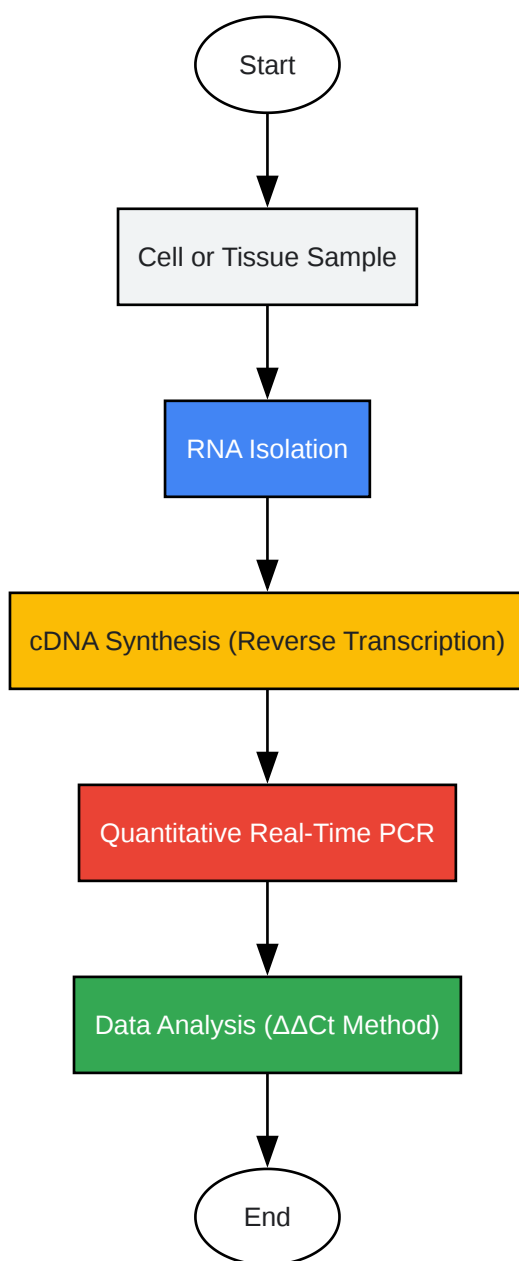 Start
Cell or Tissue Sample
RNA Isolation
cDNA Synthesis (Reverse Transcription)
Quantitative Real-Time PCR
Data Analysis (ΔΔCt Method)
End